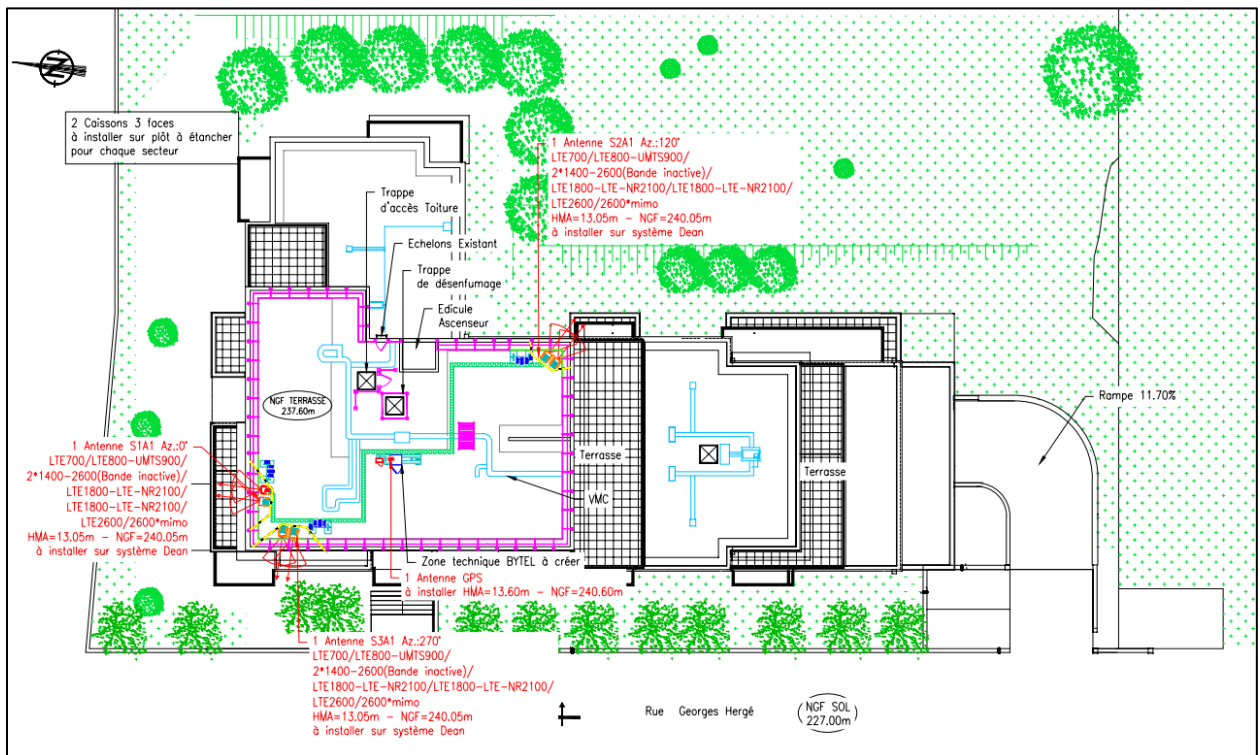 N
2 Caissons 3 faces
à installer sur plôt à étancher
pour chaque secteur
1 Antenne S2A1 Az.:120°
LTE700/LTE800-UMTS900/
2*1400-2600(Bande inactive)/
LTE1800-LTE-NR2100/LTE1800-LTE-NR2100/
LTE2600/2600*mimo
HMA=13.05m - NGF=240.05m
à installer sur système Dean
Trappe
d'accès Toiture
Echelons Existant
Trappe
de désenfumage
Edicule
Ascenseur
NGF TERRASSE
237.60m
Rampe 11.70%
1 Antenne S1A1 Az.:0°
LTE700/LTE800-UMTS900/
2*1400-2600(Bande inactive)/
LTE1800-LTE-NR2100/
LTE1800-LTE-NR2100/
LTE2600/2600*mimo
HMA=13.05m - NGF=240.05m
à installer sur système Dean
Terrasse
Terrasse
VMC
Zone technique BYTEL à créer
1 Antenne GPS
à installer HMA=13.60m - NGF=240.60m
1 Antenne S3A1 Az.:270°
LTE700/LTE800-UMTS900/
2*1400-2600(Bande inactive)/
LTE1800-LTE-NR2100/LTE1800-LTE-NR2100/
LTE2600/2600*mimo
HMA=13.05m - NGF=240.05m
à installer sur système Dean
Rue Georges Hergé
NGF SOL
227.00m